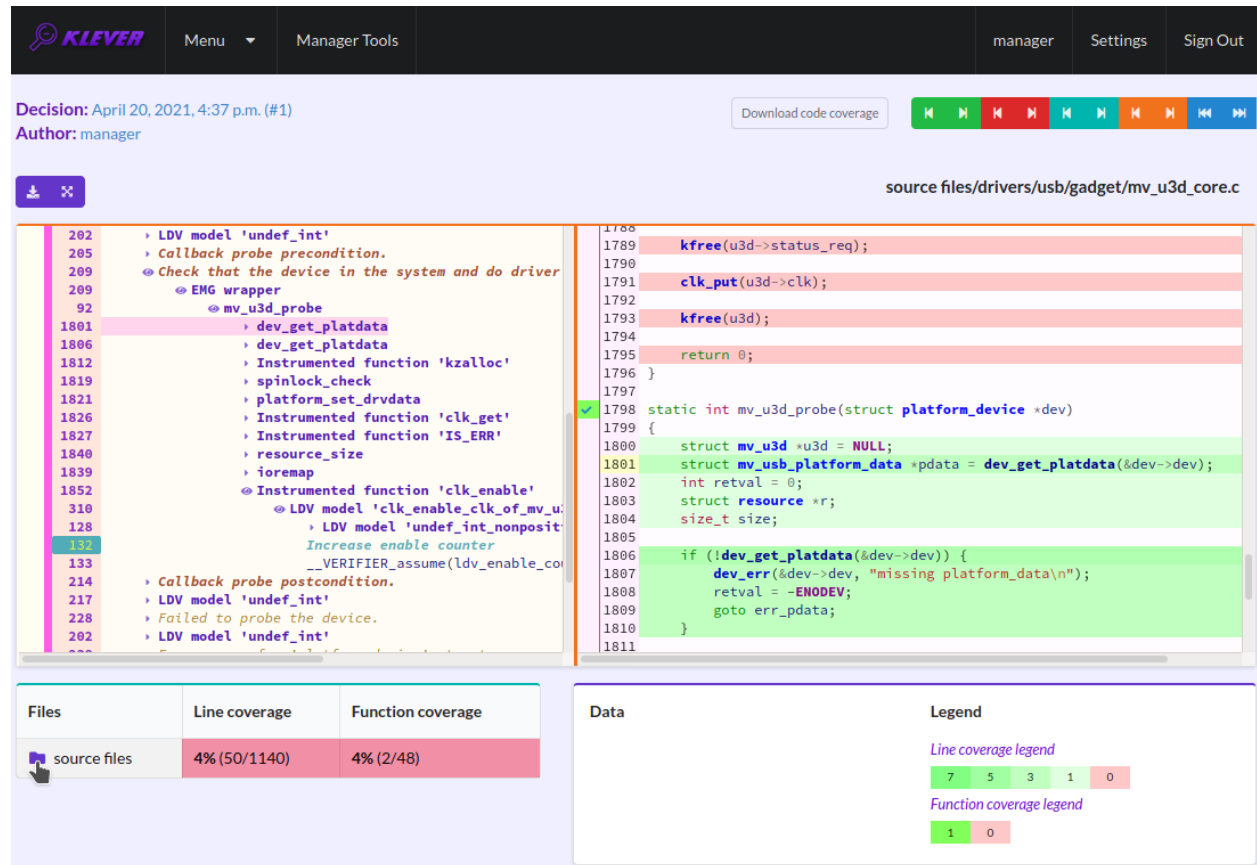 KLEVER Menu Manager Tools manager Settings Sign Out
Decision: April 20, 2021, 4:37 p.m. (#1)
Author: manager
Download code coverage
source files/drivers/usb/gadget/mv_u3d_core.c
202 LDV model 'undef_int'
205 Callback probe precondition.
209 Check that the device in the system and do driver
209 EMG wrapper
92 mv_u3d_probe
1801 dev_get_platdata
1806 dev_get_platdata
1812 Instrumented function 'kzalloc'
1819 spinlock_check
1821 platform_set_drvdata
1826 Instrumented function 'clk_get'
1827 Instrumented function 'IS_ERR'
1840 resource_size
1839 ioremap
1852 Instrumented function 'clk_enable'
310 LDV model 'clk_enable_clk_of_mv_u3
128 LDV model 'undef_int_nonposit
132 Increase enable counter
133 __VERIFIER_assume(ldv_enable_cou
214 Callback probe postcondition.
217 LDV model 'undef_int'
228 Failed to probe the device.
202 LDV model 'undef_int'
1788
1789 kfree(u3d->status_req);
1790
1791 clk_put(u3d->clk);
1792
1793 kfree(u3d);
1794
1795 return 0;
1796 }
1797
1798 static int mv_u3d_probe(struct platform_device *dev)
1799 {
1800 struct mv_u3d *u3d = NULL;
1801 struct mv_usb_platform_data *pdata = dev_get_platdata(&dev->dev);
1802 int retval = 0;
1803 struct resource *r;
1804 size_t size;
1805
1806 if (!dev_get_platdata(&dev->dev)) {
1807 dev_err(&dev->dev, "missing platform_data\n");
1808 retval = -ENODEV;
1809 goto err_pdata;
1810 }
1811
Files Line coverage Function coverage
source files 4% (50/1140) 4% (2/48)
Data Legend
Line coverage legend
7 5 3 1 0
Function coverage legend
1 0